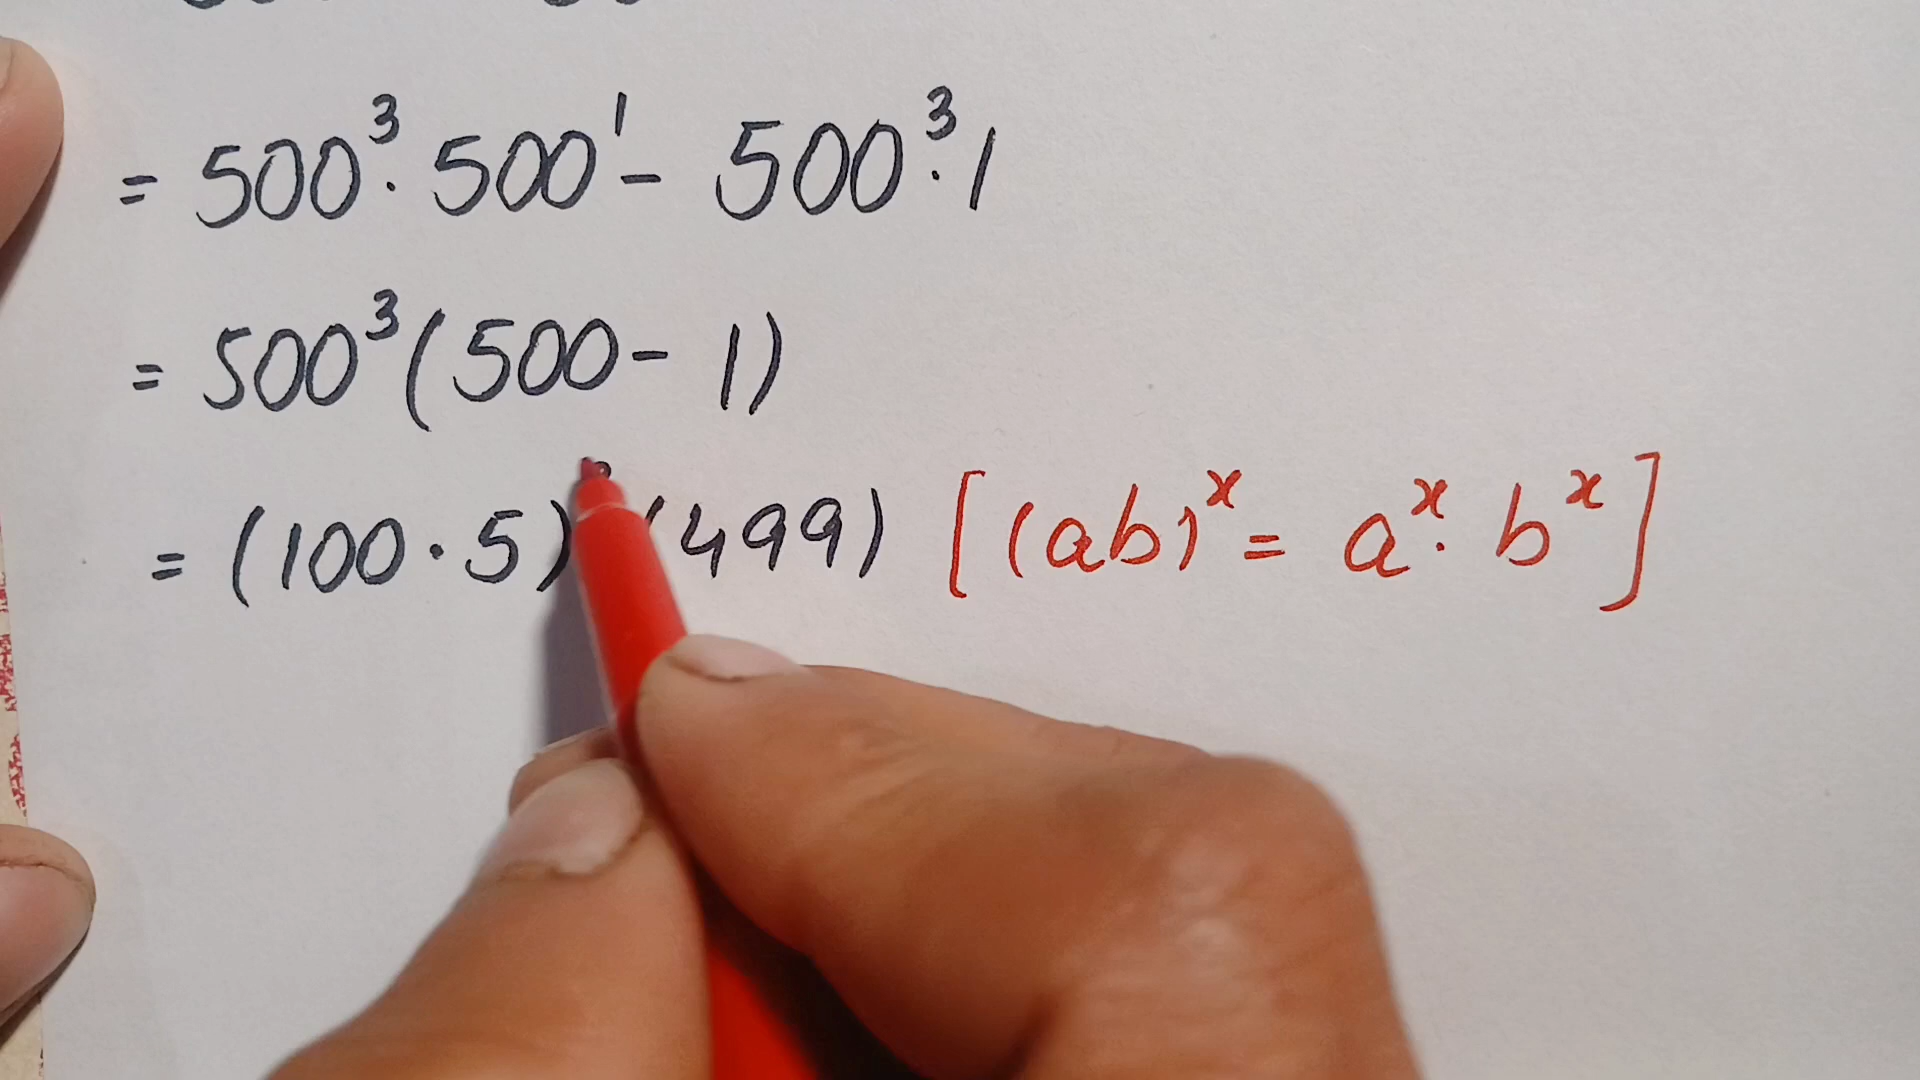 = 500³ · 500¹ - 500³ · 1
= 500³ (500 - 1)
= (100 · 5) (499) [(ab)ˣ = aˣ · bˣ]